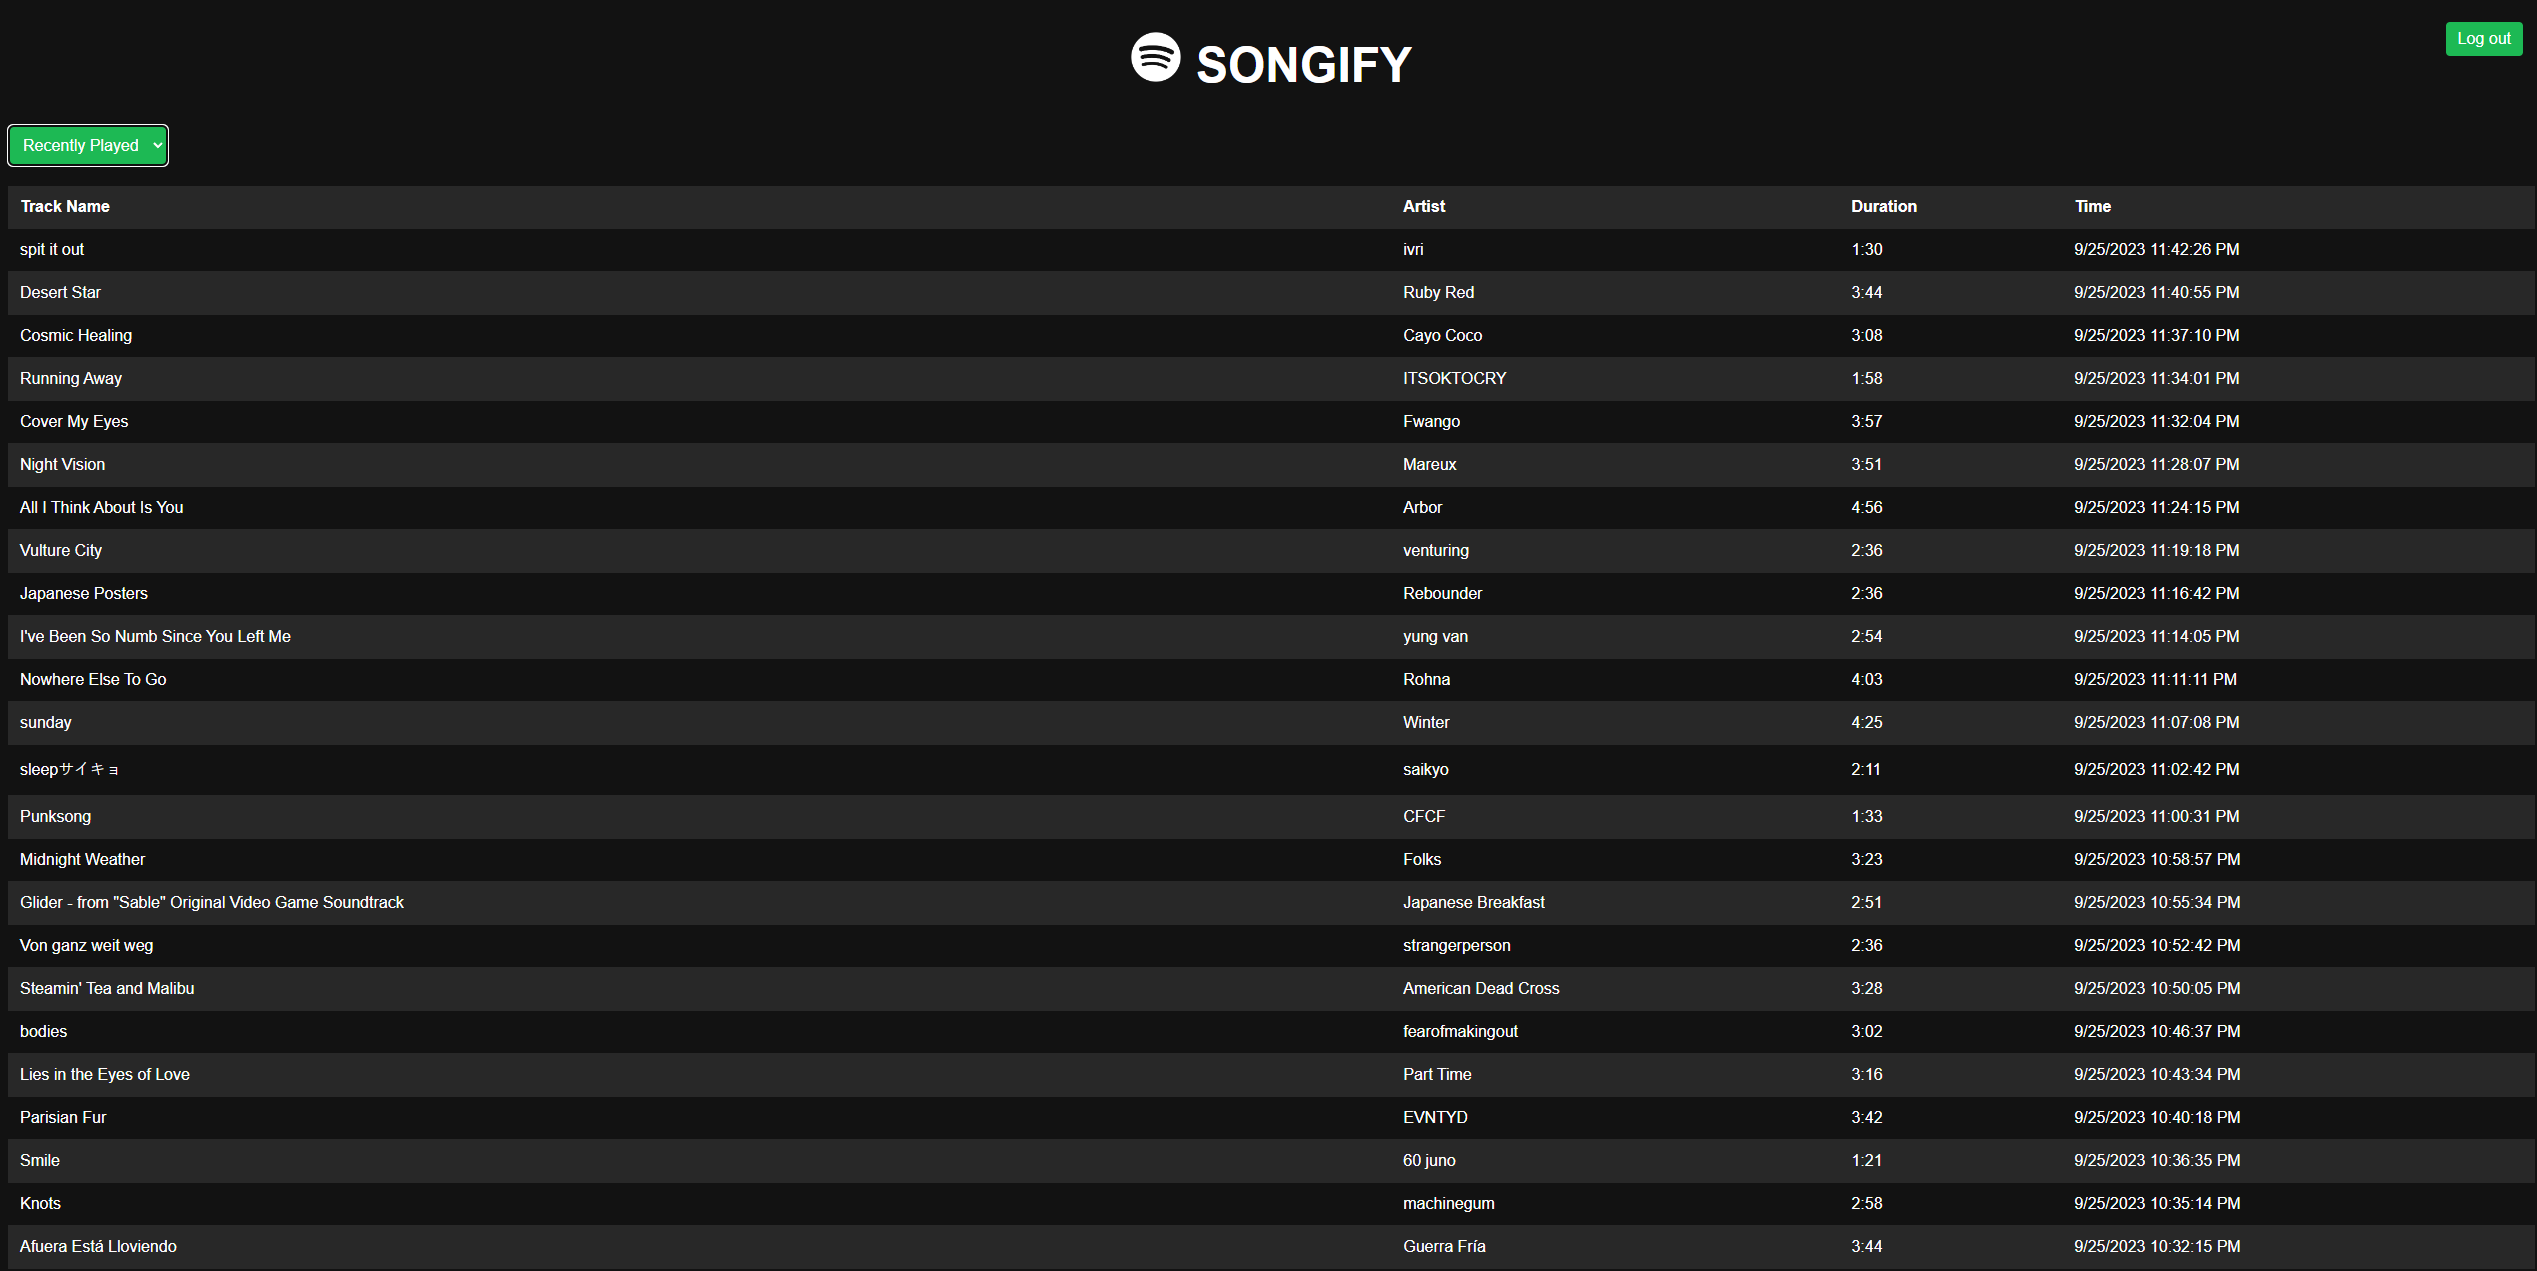 SONGIFY
Log out
Recently Played
Track Name Artist Duration Time
spit it out ivri 1:30 9/25/2023 11:42:26 PM
Desert Star Ruby Red 3:44 9/25/2023 11:40:55 PM
Cosmic Healing Cayo Coco 3:08 9/25/2023 11:37:10 PM
Running Away ITSOKTOCRY 1:58 9/25/2023 11:34:01 PM
Cover My Eyes Fwango 3:57 9/25/2023 11:32:04 PM
Night Vision Mareux 3:51 9/25/2023 11:28:07 PM
All I Think About Is You Arbor 4:56 9/25/2023 11:24:15 PM
Vulture City venturing 2:36 9/25/2023 11:19:18 PM
Japanese Posters Rebounder 2:36 9/25/2023 11:16:42 PM
I've Been So Numb Since You Left Me yung van 2:54 9/25/2023 11:14:05 PM
Nowhere Else To Go Rohna 4:03 9/25/2023 11:11:11 PM
sunday Winter 4:25 9/25/2023 11:07:08 PM
sleepサイキョ saikyo 2:11 9/25/2023 11:02:42 PM
Punksong CFCF 1:33 9/25/2023 11:00:31 PM
Midnight Weather Folks 3:23 9/25/2023 10:58:57 PM
Glider - from "Sable" Original Video Game Soundtrack Japanese Breakfast 2:51 9/25/2023 10:55:34 PM
Von ganz weit weg strangerperson 2:36 9/25/2023 10:52:42 PM
Steamin' Tea and Malibu American Dead Cross 3:28 9/25/2023 10:50:05 PM
bodies fearofmakingout 3:02 9/25/2023 10:46:37 PM
Lies in the Eyes of Love Part Time 3:16 9/25/2023 10:43:34 PM
Parisian Fur EVNTYD 3:42 9/25/2023 10:40:18 PM
Smile 60 juno 1:21 9/25/2023 10:36:35 PM
Knots machinegum 2:58 9/25/2023 10:35:14 PM
Afuera Está Lloviendo Guerra Fría 3:44 9/25/2023 10:32:15 PM